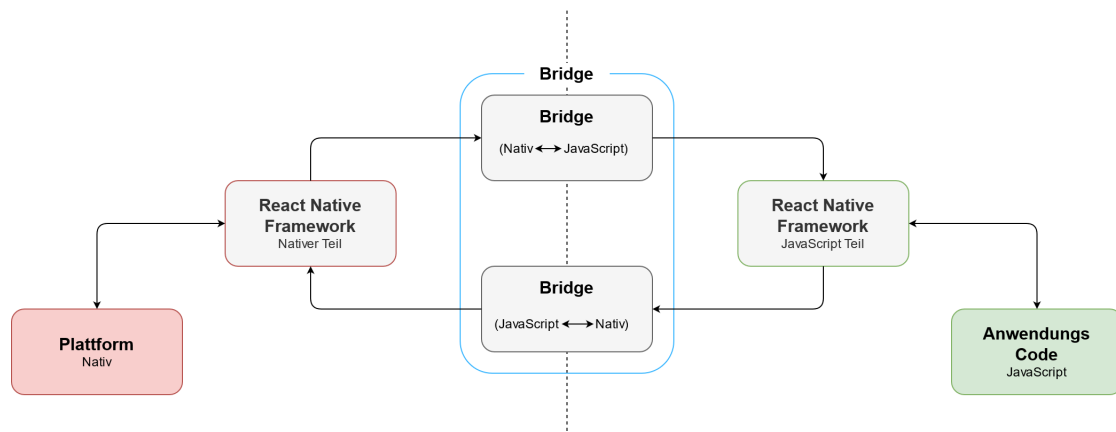 Bridge
Bridge
(Nativ ⟷ JavaScript)
React Native
Framework
Nativer Teil
React Native
Framework
JavaScript Teil
Bridge
(JavaScript ⟷ Nativ)
Plattform
Nativ
Anwendungs
Code
JavaScript